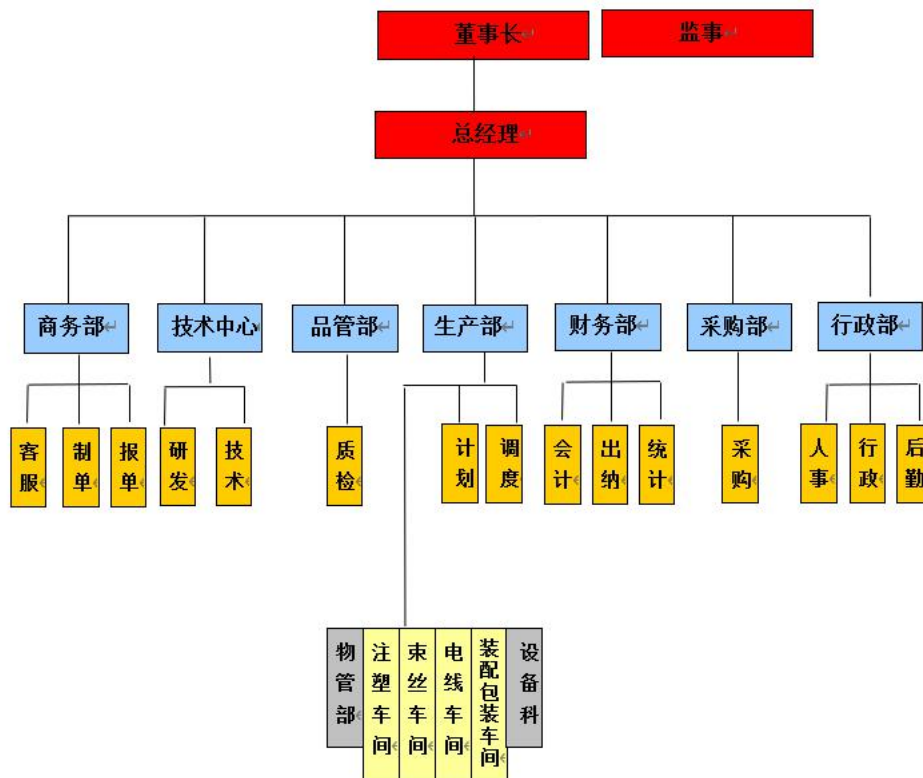 董事长
监事
总经理
商务部
技术中心
品管部
生产部
财务部
采购部
行政部
客服
制单
报单
研发
技术
质检
计划
调度
会计
出纳
统计
采购
人事
行政
后勤
物管部
注塑车间
束丝车间
电线车间
装配包装车间
设备科